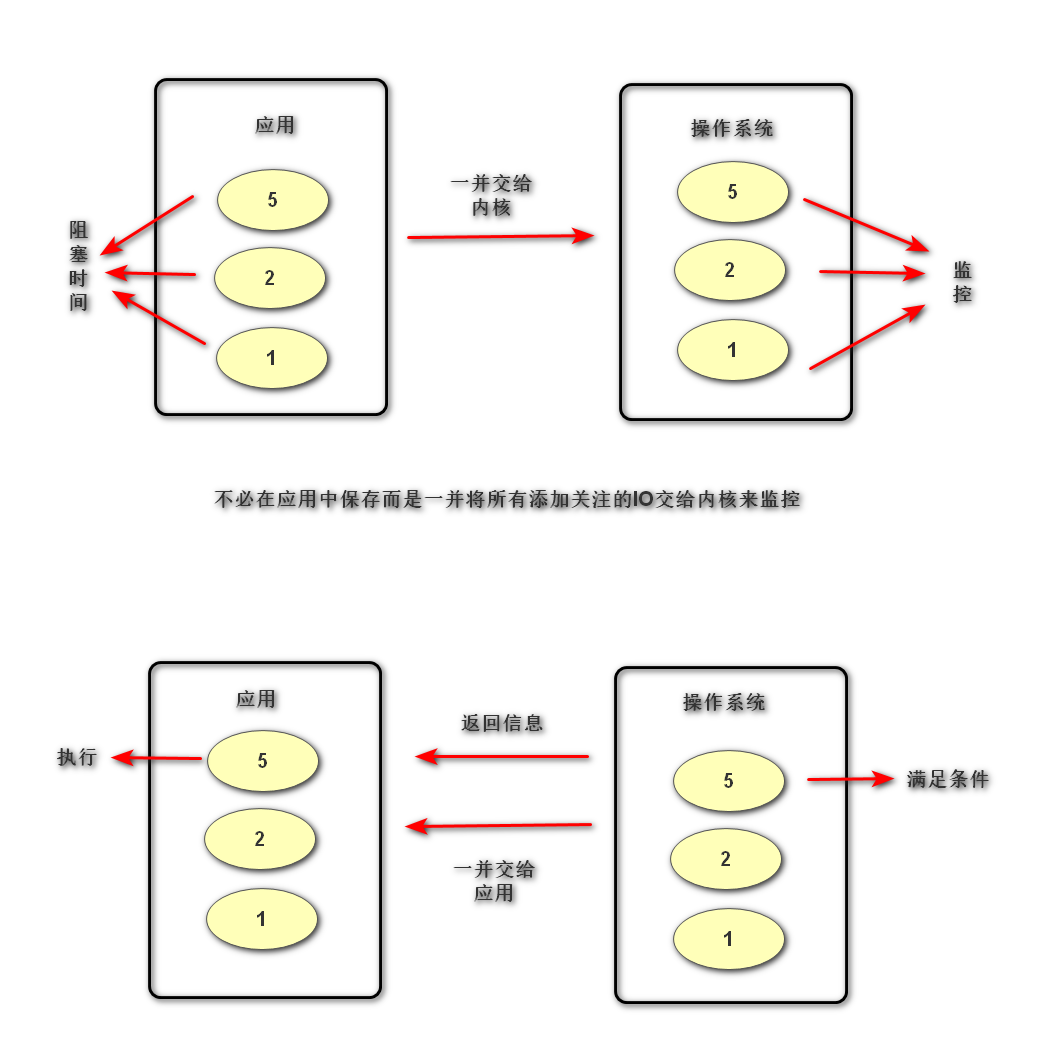 应用
操作系统
5
2
1
阻
塞
时
间
一并交给
内核
5
2
1
监
控
不必在应用中保存而是一并将所有添加关注的IO交给内核来监控
应用
操作系统
执行
5
2
1
返回信息
一并交给
应用
5
2
1
满足条件